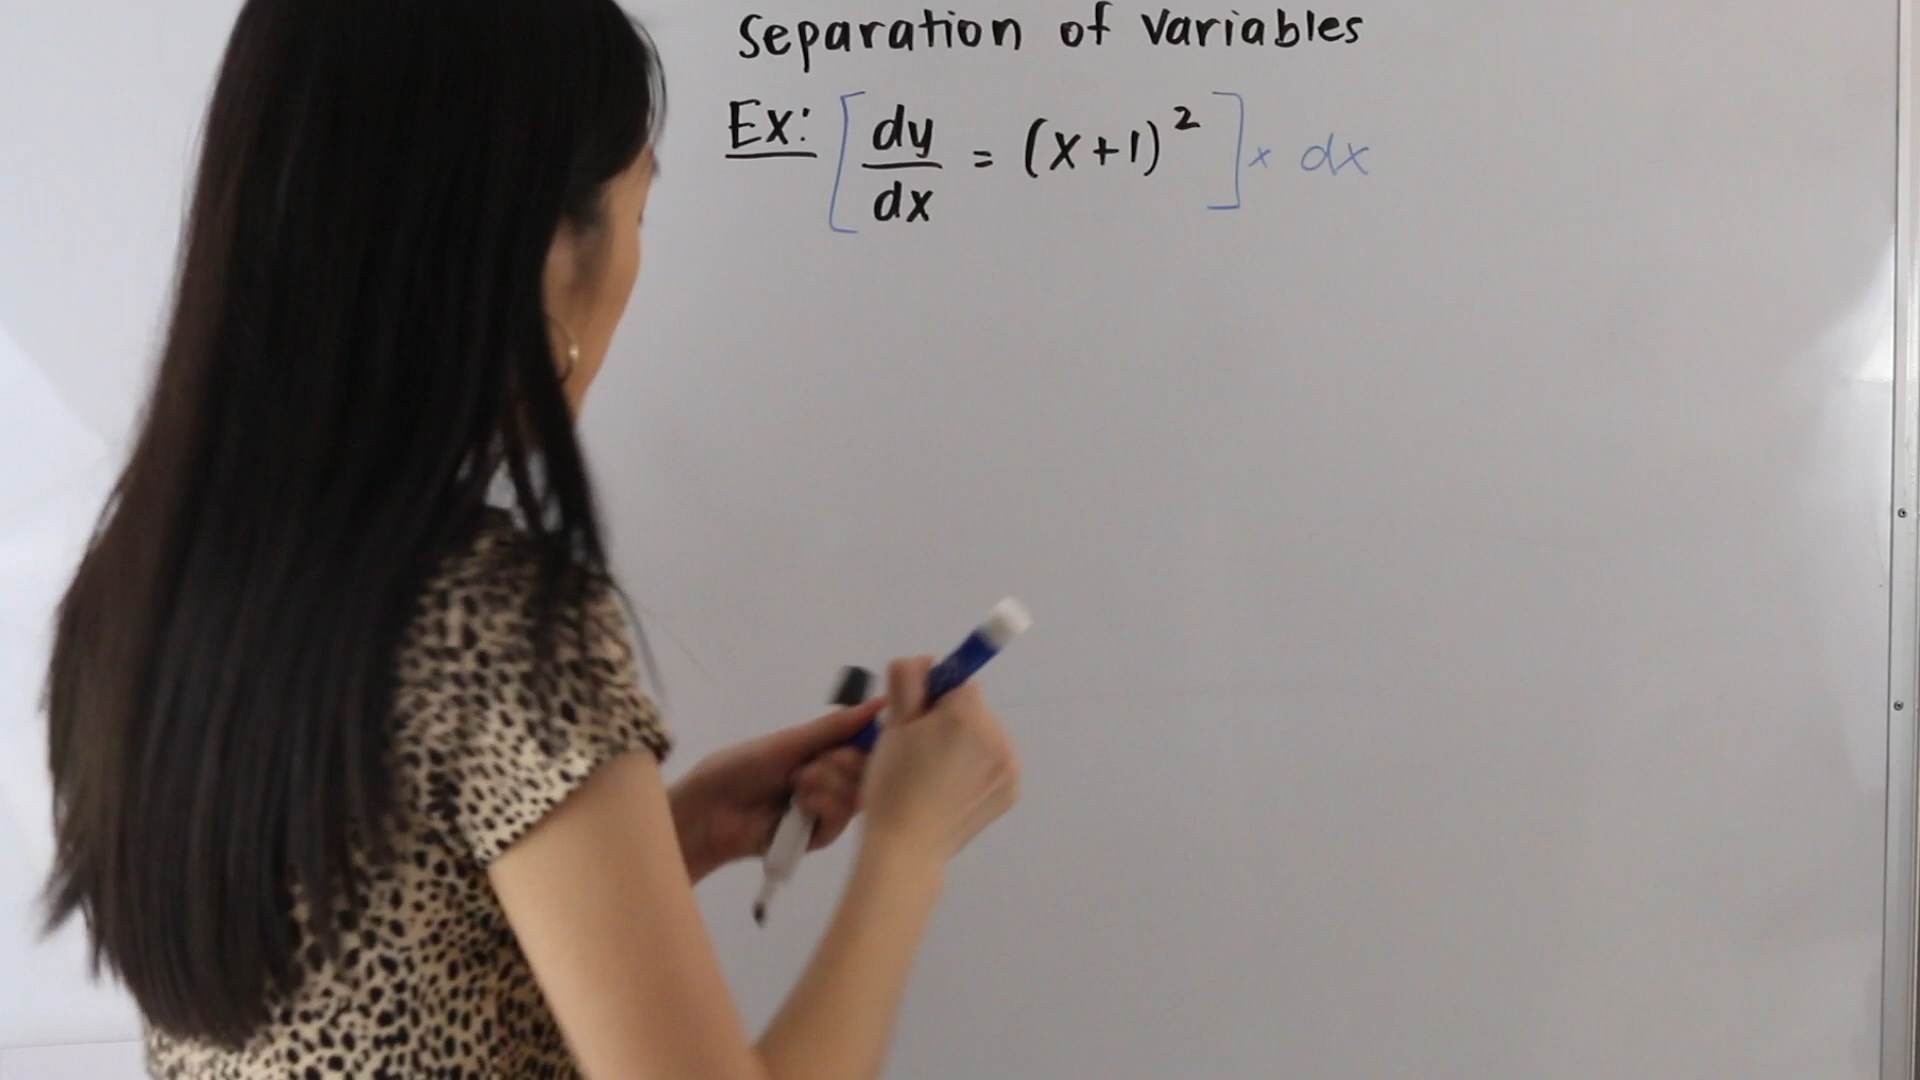 Separation of Variables
Ex: [dy/dx = (x+1)²] × dx